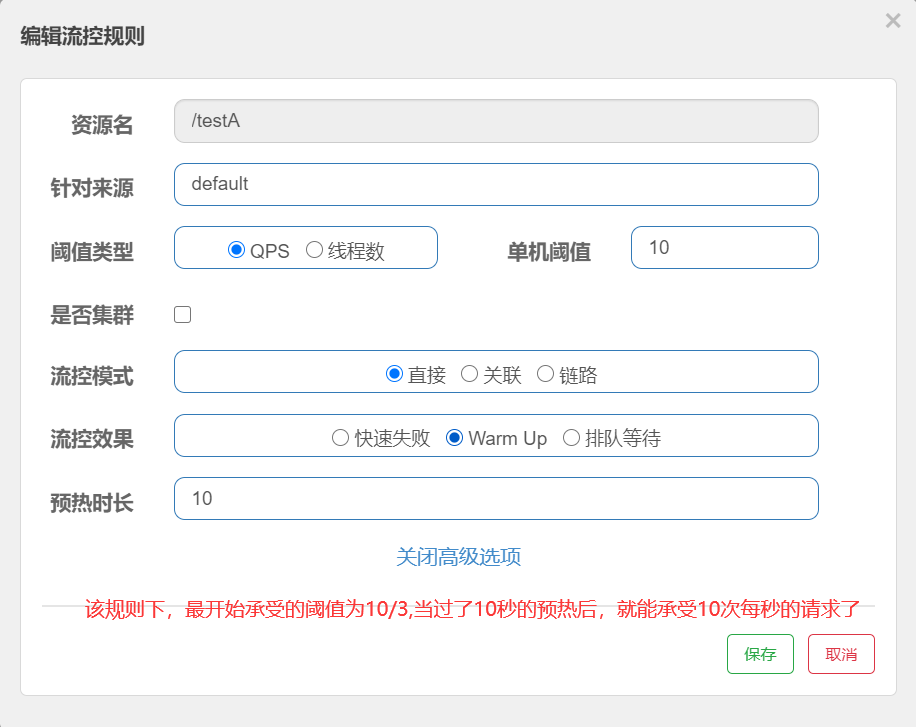 编辑流控规则 ×
资源名 /testA
针对来源 default
阈值类型 QPS 线程数 单机阈值 10
是否集群
流控模式 直接 关联 链路
流控效果 快速失败 Warm Up 排队等待
预热时长 10
关闭高级选项
该规则下，最开始承受的阈值为10/3,当过了10秒的预热后，就能承受10次每秒的请求了
保存 取消